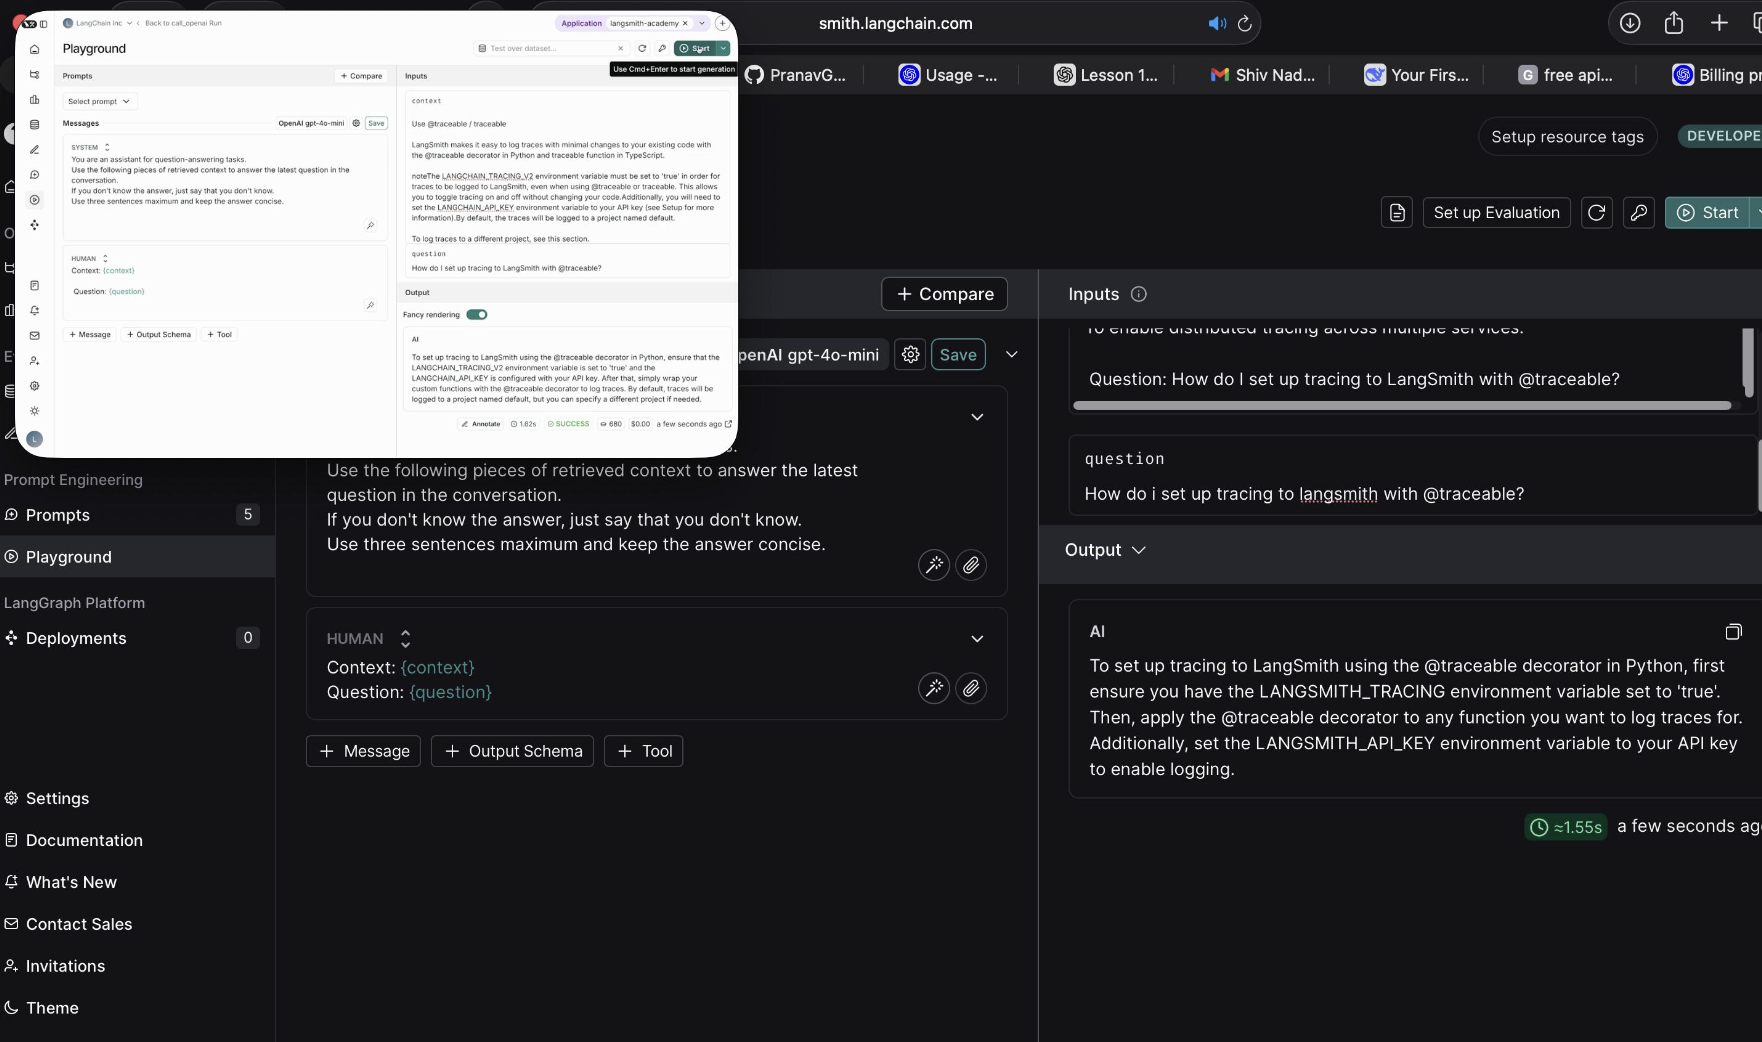 LangChain Inc
Back to call_openai Run
Application
langsmith-academy
Playground
Test over dataset...
Start
Use Cmd+Enter to start generation
Prompts
+ Compare
Select prompt
Messages
OpenAI gpt-4o-mini
Save
SYSTEM
You are an assistant for question-answering tasks.
Use the following pieces of retrieved context to answer the latest question in the
conversation.
If you don't know the answer, just say that you don't know.
Use three sentences maximum and keep the answer concise.
HUMAN
Context: {context}
Question: {question}
+ Message
+ Output Schema
+ Tool
Inputs
context
Use @traceable / traceable
LangSmith makes it easy to log traces with minimal changes to your existing code with
the @traceable decorator in Python and traceable function in TypeScript.
noteThe LANGCHAIN_TRACING_V2 environment variable must be set to 'true' in order for
traces to be logged to LangSmith, even when using @traceable or traceable. This allows
you to toggle tracing on and off without changing your code.Additionally, you will need to
set the LANGCHAIN_API_KEY environment variable to your API key (see Setup for more
information).By default, the traces will be logged to a project named default.
To log traces to a different project, see this section.
question
How do I set up tracing to LangSmith with @traceable?
Output
Fancy rendering
AI
To set up tracing to LangSmith using the @traceable decorator in Python, ensure that the
LANGCHAIN_TRACING_V2 environment variable is set to 'true' and the
LANGCHAIN_API_KEY is configured with your API key. After that, simply wrap your
custom functions with the @traceable decorator to log traces. By default, traces will be
logged to a project named default, but you can specify a different project if needed.
Annotate
1.62s
SUCCESS
680
$0.00
a few seconds ago
L
smith.langchain.com
PranavG...
Usage -...
Lesson 1...
Shiv Nad...
Your Firs...
free api...
Billing pr
Setup resource tags
DEVELOPE
Set up Evaluation
Start
+ Compare
penAI gpt-4o-mini
Save
Use the following pieces of retrieved context to answer the latest
question in the conversation.
If you don't know the answer, just say that you don't know.
Use three sentences maximum and keep the answer concise.
HUMAN
Context: {context}
Question: {question}
+ Message
+ Output Schema
+ Tool
Inputs
To enable distributed tracing across multiple services.
Question: How do I set up tracing to LangSmith with @traceable?
question
How do i set up tracing to langsmith with @traceable?
Output
AI
To set up tracing to LangSmith using the @traceable decorator in Python, first
ensure you have the LANGSMITH_TRACING environment variable set to 'true'.
Then, apply the @traceable decorator to any function you want to log traces for.
Additionally, set the LANGSMITH_API_KEY environment variable to your API key
to enable logging.
≈1.55s
a few seconds ag
Prompt Engineering
Prompts
5
Playground
LangGraph Platform
Deployments
0
Settings
Documentation
What's New
Contact Sales
Invitations
Theme